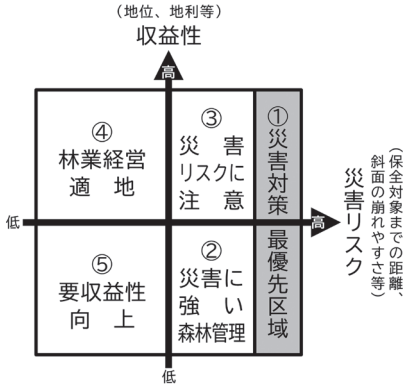 （地位、地利等）
収益性
高
④
林業経営
適地
③
災害
リスクに
注意
①災害対策最優先区域
低
高
災害リスク
（保全対象までの距離、
斜面の崩れやすさ等）
⑤
要収益性
向上
②
災害に
強い
森林管理
低